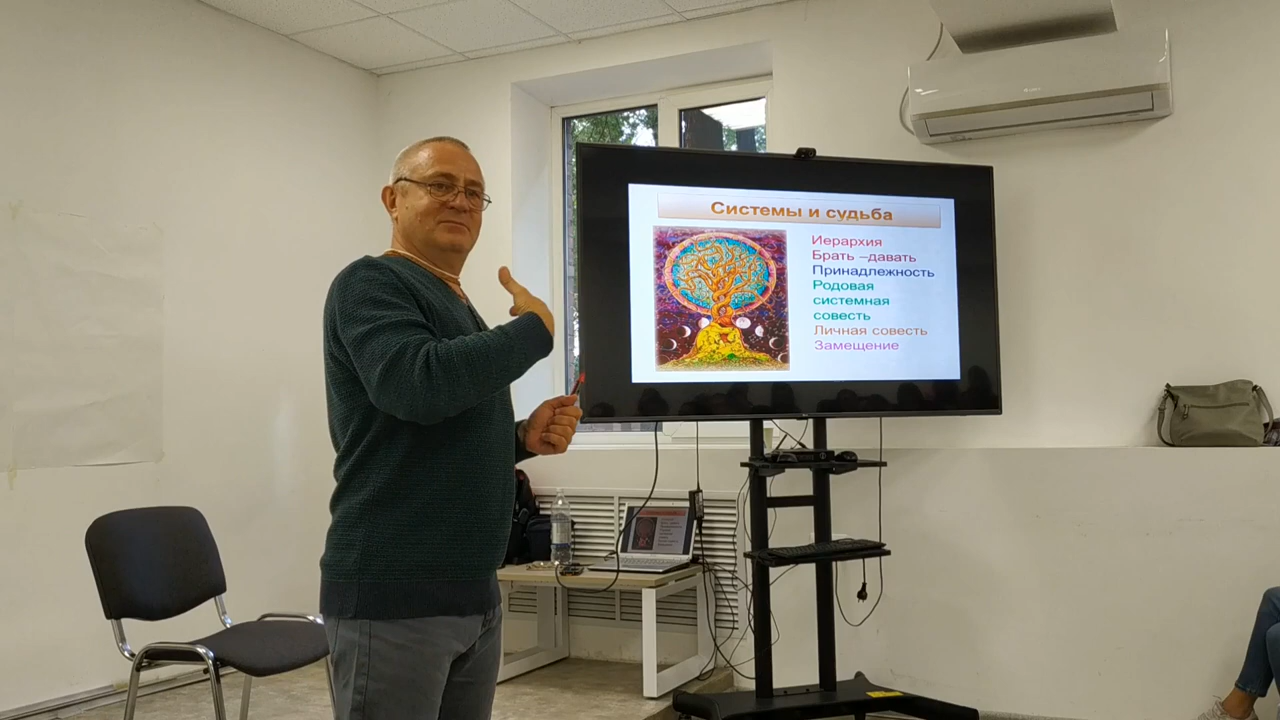 Системы и судьба
Иерархия
Брать –давать
Принадлежность
Родовая
системная
совесть
Личная совесть
Замещение